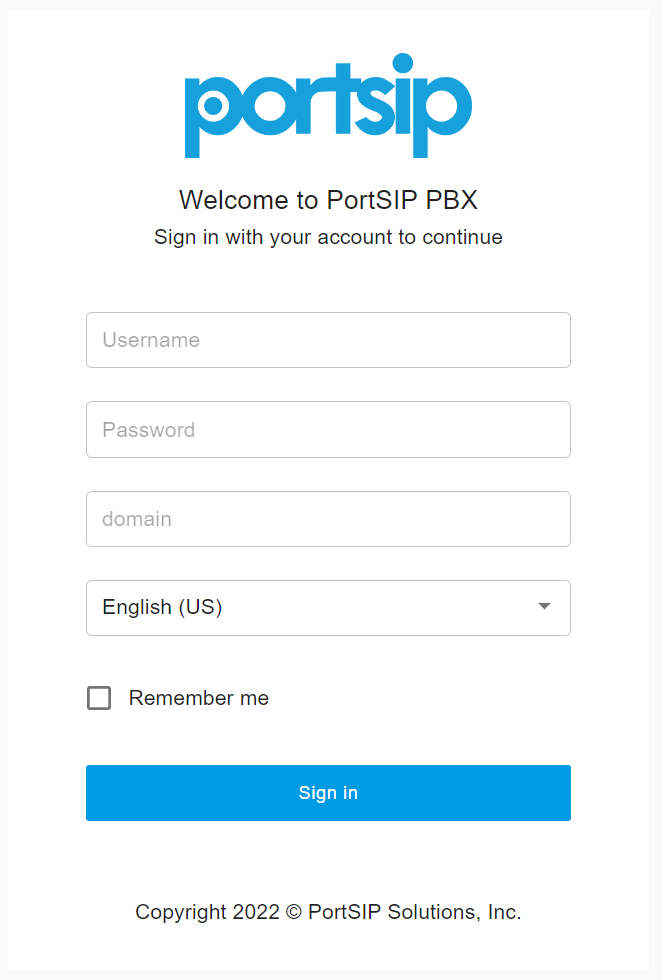 portsip
Welcome to PortSIP PBX
Sign in with your account to continue
Username
Password
domain
English (US)
Remember me
Sign in
Copyright 2022 © PortSIP Solutions, Inc.